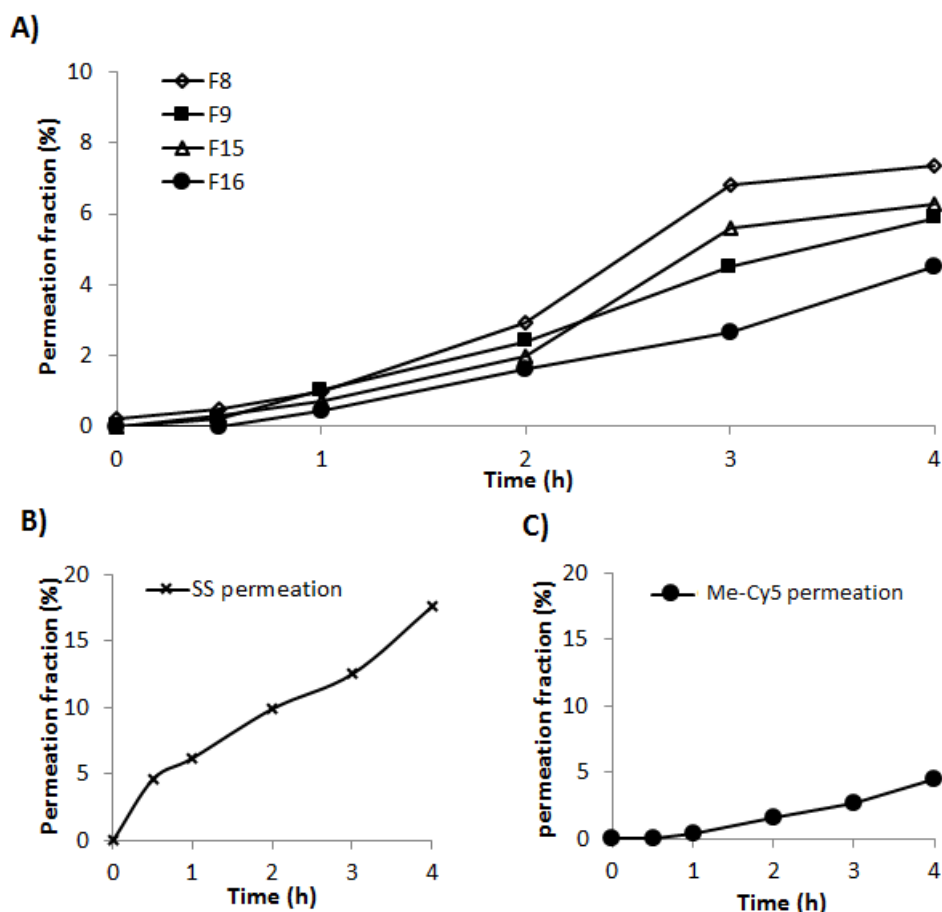 A)
Permeation fraction (%)
10
8
6
4
2
0
F8
F9
F15
F16
0 1 2 3 4
Time (h)
B)
Permeation fraction (%)
20
15
10
5
0
SS permeation
0 1 2 3 4
Time (h)
C)
permeation fraction (%)
20
15
10
5
0
Me-Cy5 permeation
0 1 2 3 4
Time (h)